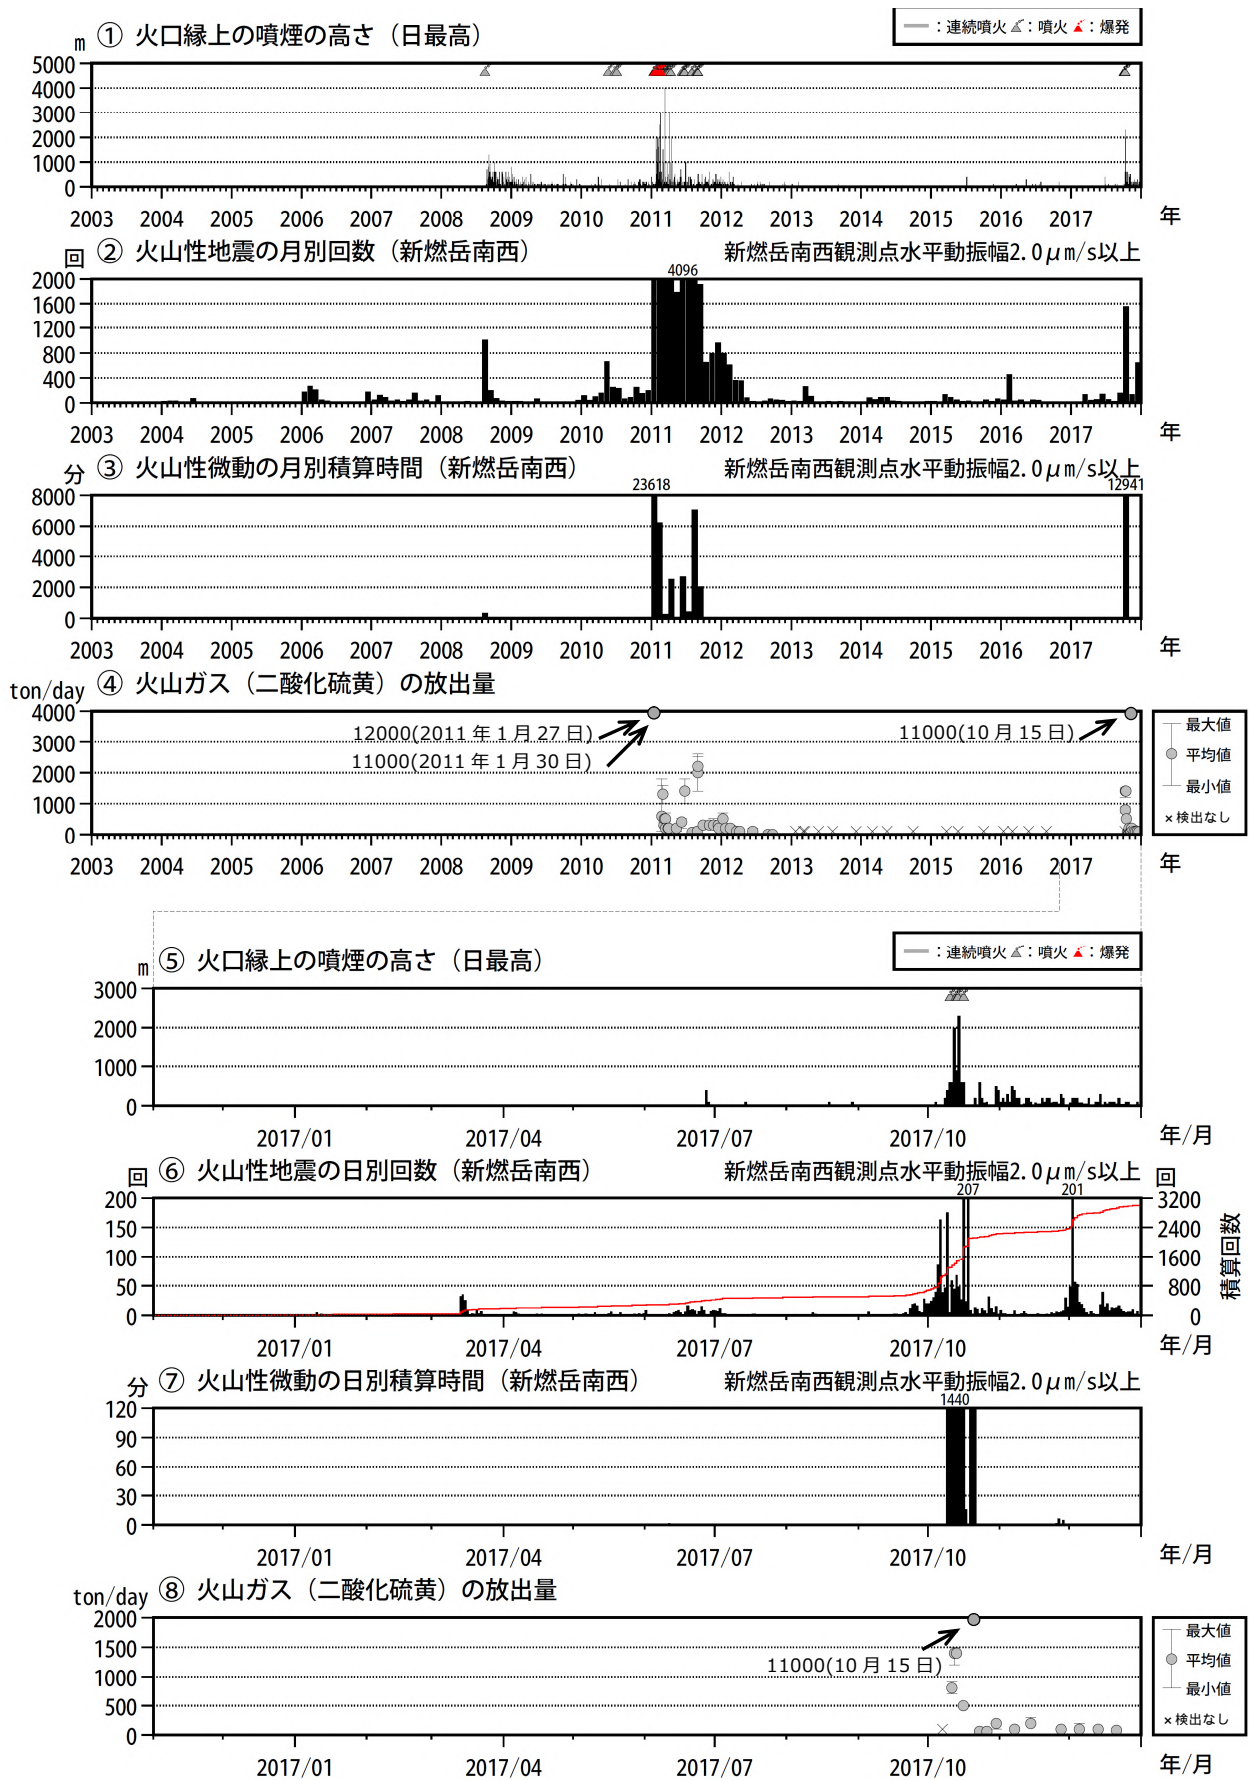 ━:連続噴火 :噴火 :爆発
m ① 火口縁上の噴煙の高さ(日最高)
5000
4000
3000
2000
1000
0
2003 2004 2005 2006 2007 2008 2009 2010 2011 2012 2013 2014 2015 2016 2017 年
回 ② 火山性地震の月別回数(新燃岳南西) 新燃岳南西観測点水平動振幅2.0μm/s以上
4096
2000
1600
1200
800
400
0
2003 2004 2005 2006 2007 2008 2009 2010 2011 2012 2013 2014 2015 2016 2017 年
分 ③ 火山性微動の月別積算時間(新燃岳南西) 新燃岳南西観測点水平動振幅2.0μm/s以上
23618 12941
8000
6000
4000
2000
0
2003 2004 2005 2006 2007 2008 2009 2010 2011 2012 2013 2014 2015 2016 2017 年
ton/day ④ 火山ガス(二酸化硫黄)の放出量
4000
3000
2000
1000
0
12000(2011年1月27日)
11000(2011年1月30日)
11000(10月15日)
最大値
平均値
最小値
×検出なし
2003 2004 2005 2006 2007 2008 2009 2010 2011 2012 2013 2014 2015 2016 2017 年
━:連続噴火 :噴火 :爆発
m ⑤ 火口縁上の噴煙の高さ(日最高)
3000
2000
1000
0
2017/01 2017/04 2017/07 2017/10 年/月
回 ⑥ 火山性地震の日別回数(新燃岳南西) 新燃岳南西観測点水平動振幅2.0μm/s以上 回
207 201
200 3200
150 2400
100 1600
50 800
0 0
積算回数
2017/01 2017/04 2017/07 2017/10 年/月
分 ⑦ 火山性微動の日別積算時間(新燃岳南西) 新燃岳南西観測点水平動振幅2.0μm/s以上
1440
120
90
60
30
0
2017/01 2017/04 2017/07 2017/10 年/月
ton/day ⑧ 火山ガス(二酸化硫黄)の放出量
2000
1500
1000
500
0
11000(10月15日)
最大値
平均値
最小値
×検出なし
2017/01 2017/04 2017/07 2017/10 年/月